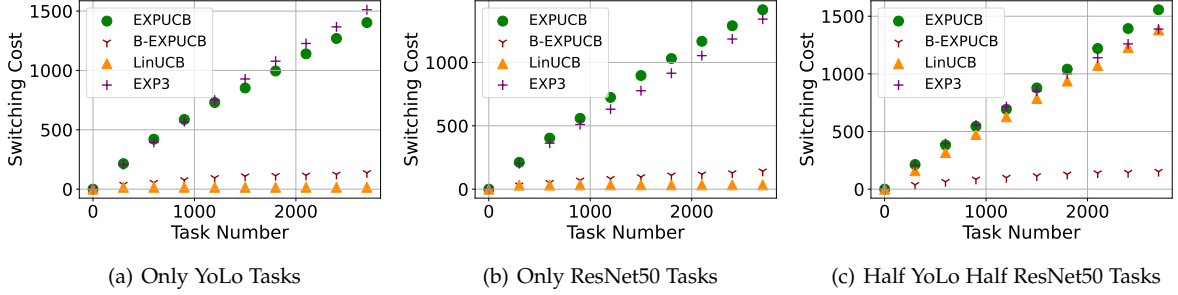 Switching Cost
1500
1000
500
0
EXPUCB
B-EXPUCB
LinUCB
EXP3
0
1000
2000
Task Number
(a) Only YoLo Tasks
Switching Cost
1000
500
0
EXPUCB
B-EXPUCB
LinUCB
EXP3
0
1000
2000
Task Number
(b) Only ResNet50 Tasks
Switching Cost
1500
1000
500
0
EXPUCB
B-EXPUCB
LinUCB
EXP3
0
1000
2000
Task Number
(c) Half YoLo Half ResNet50 Tasks